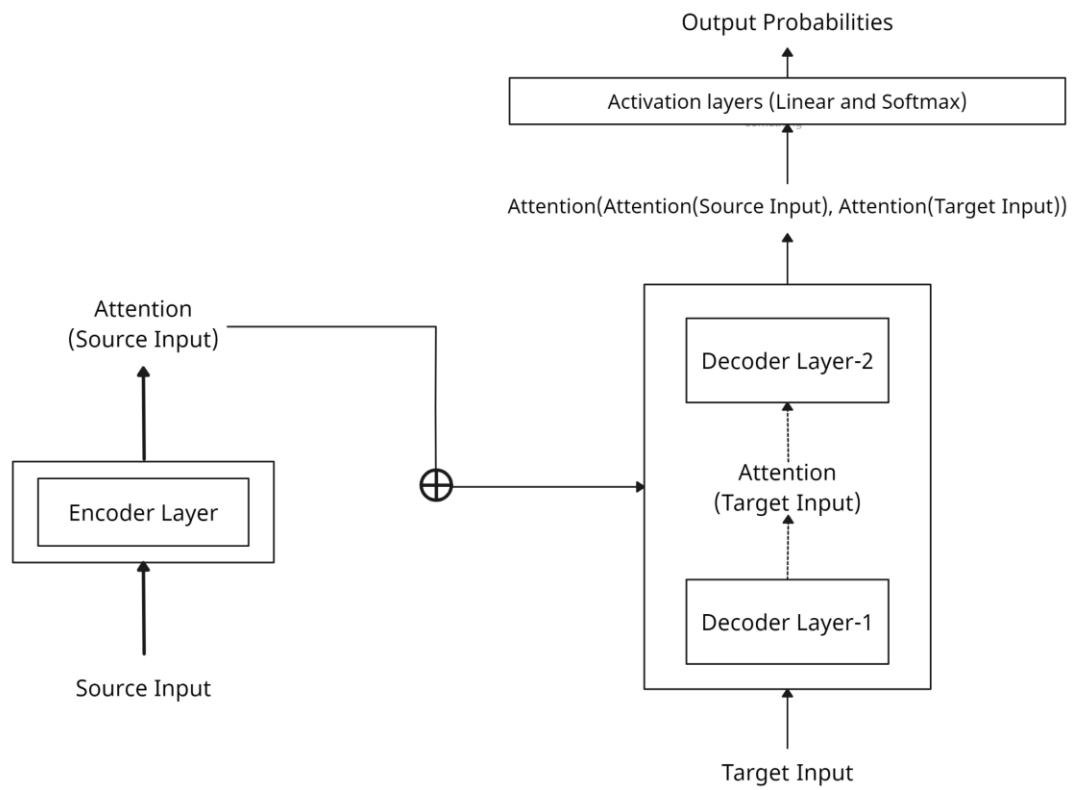 Output Probabilities
Activation layers (Linear and Softmax)
Attention(Attention(Source Input), Attention(Target Input))
Attention
(Source Input)
Decoder Layer-2
Attention
(Target Input)
Encoder Layer
Decoder Layer-1
Source Input
Target Input